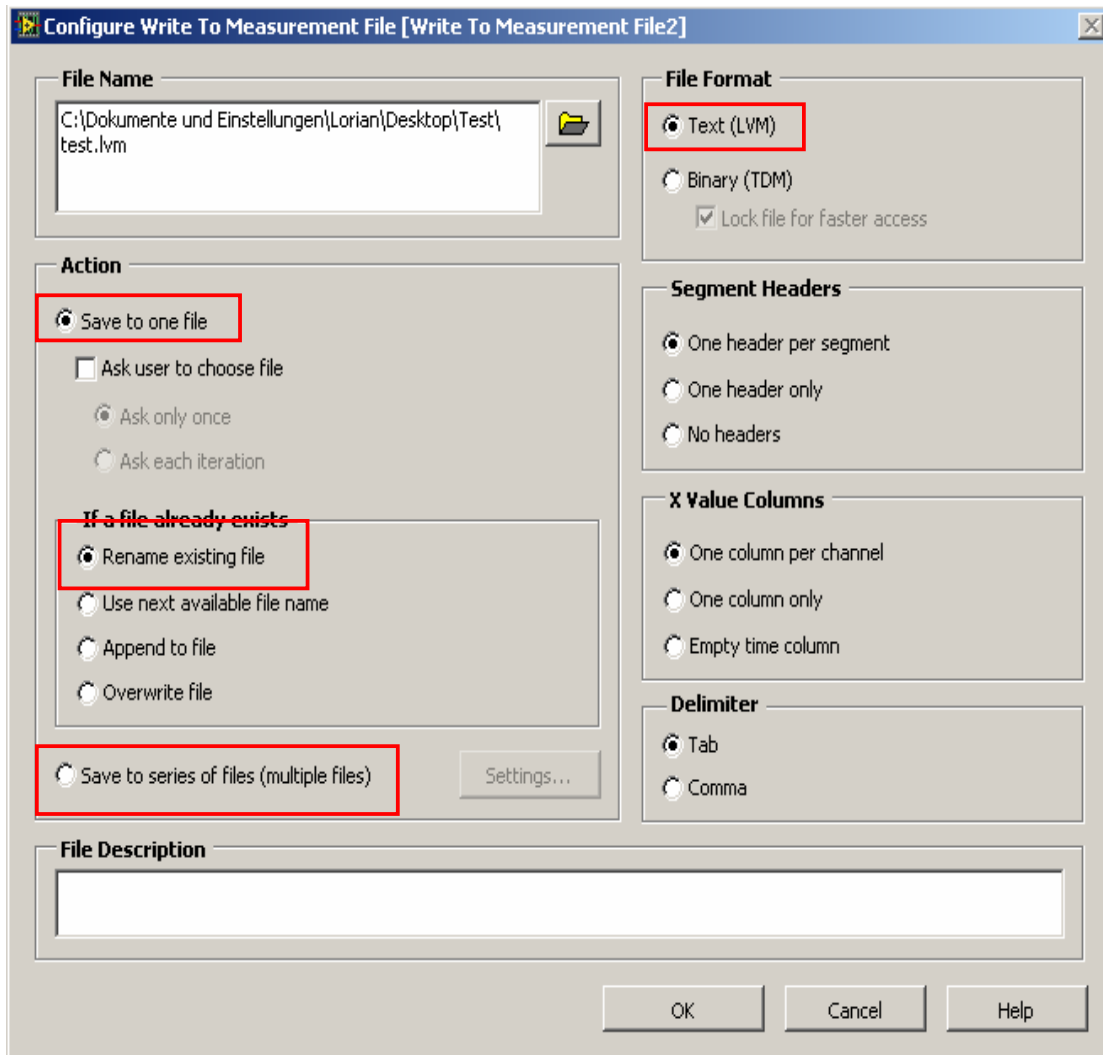 Configure Write To Measurement File [Write To Measurement File2]
File Name
C:\Dokumente und Einstellungen\Lorian\Desktop\Test\
test.lvm
Action
Save to one file
Ask user to choose file
Ask only once
Ask each iteration
If a file already exists
Rename existing file
Use next available file name
Append to file
Overwrite file
Save to series of files (multiple files)
Settings...
File Format
Text (LVM)
Binary (TDM)
Lock file for faster access
Segment Headers
One header per segment
One header only
No headers
X Value Columns
One column per channel
One column only
Empty time column
Delimiter
Tab
Comma
File Description
OK
Cancel
Help